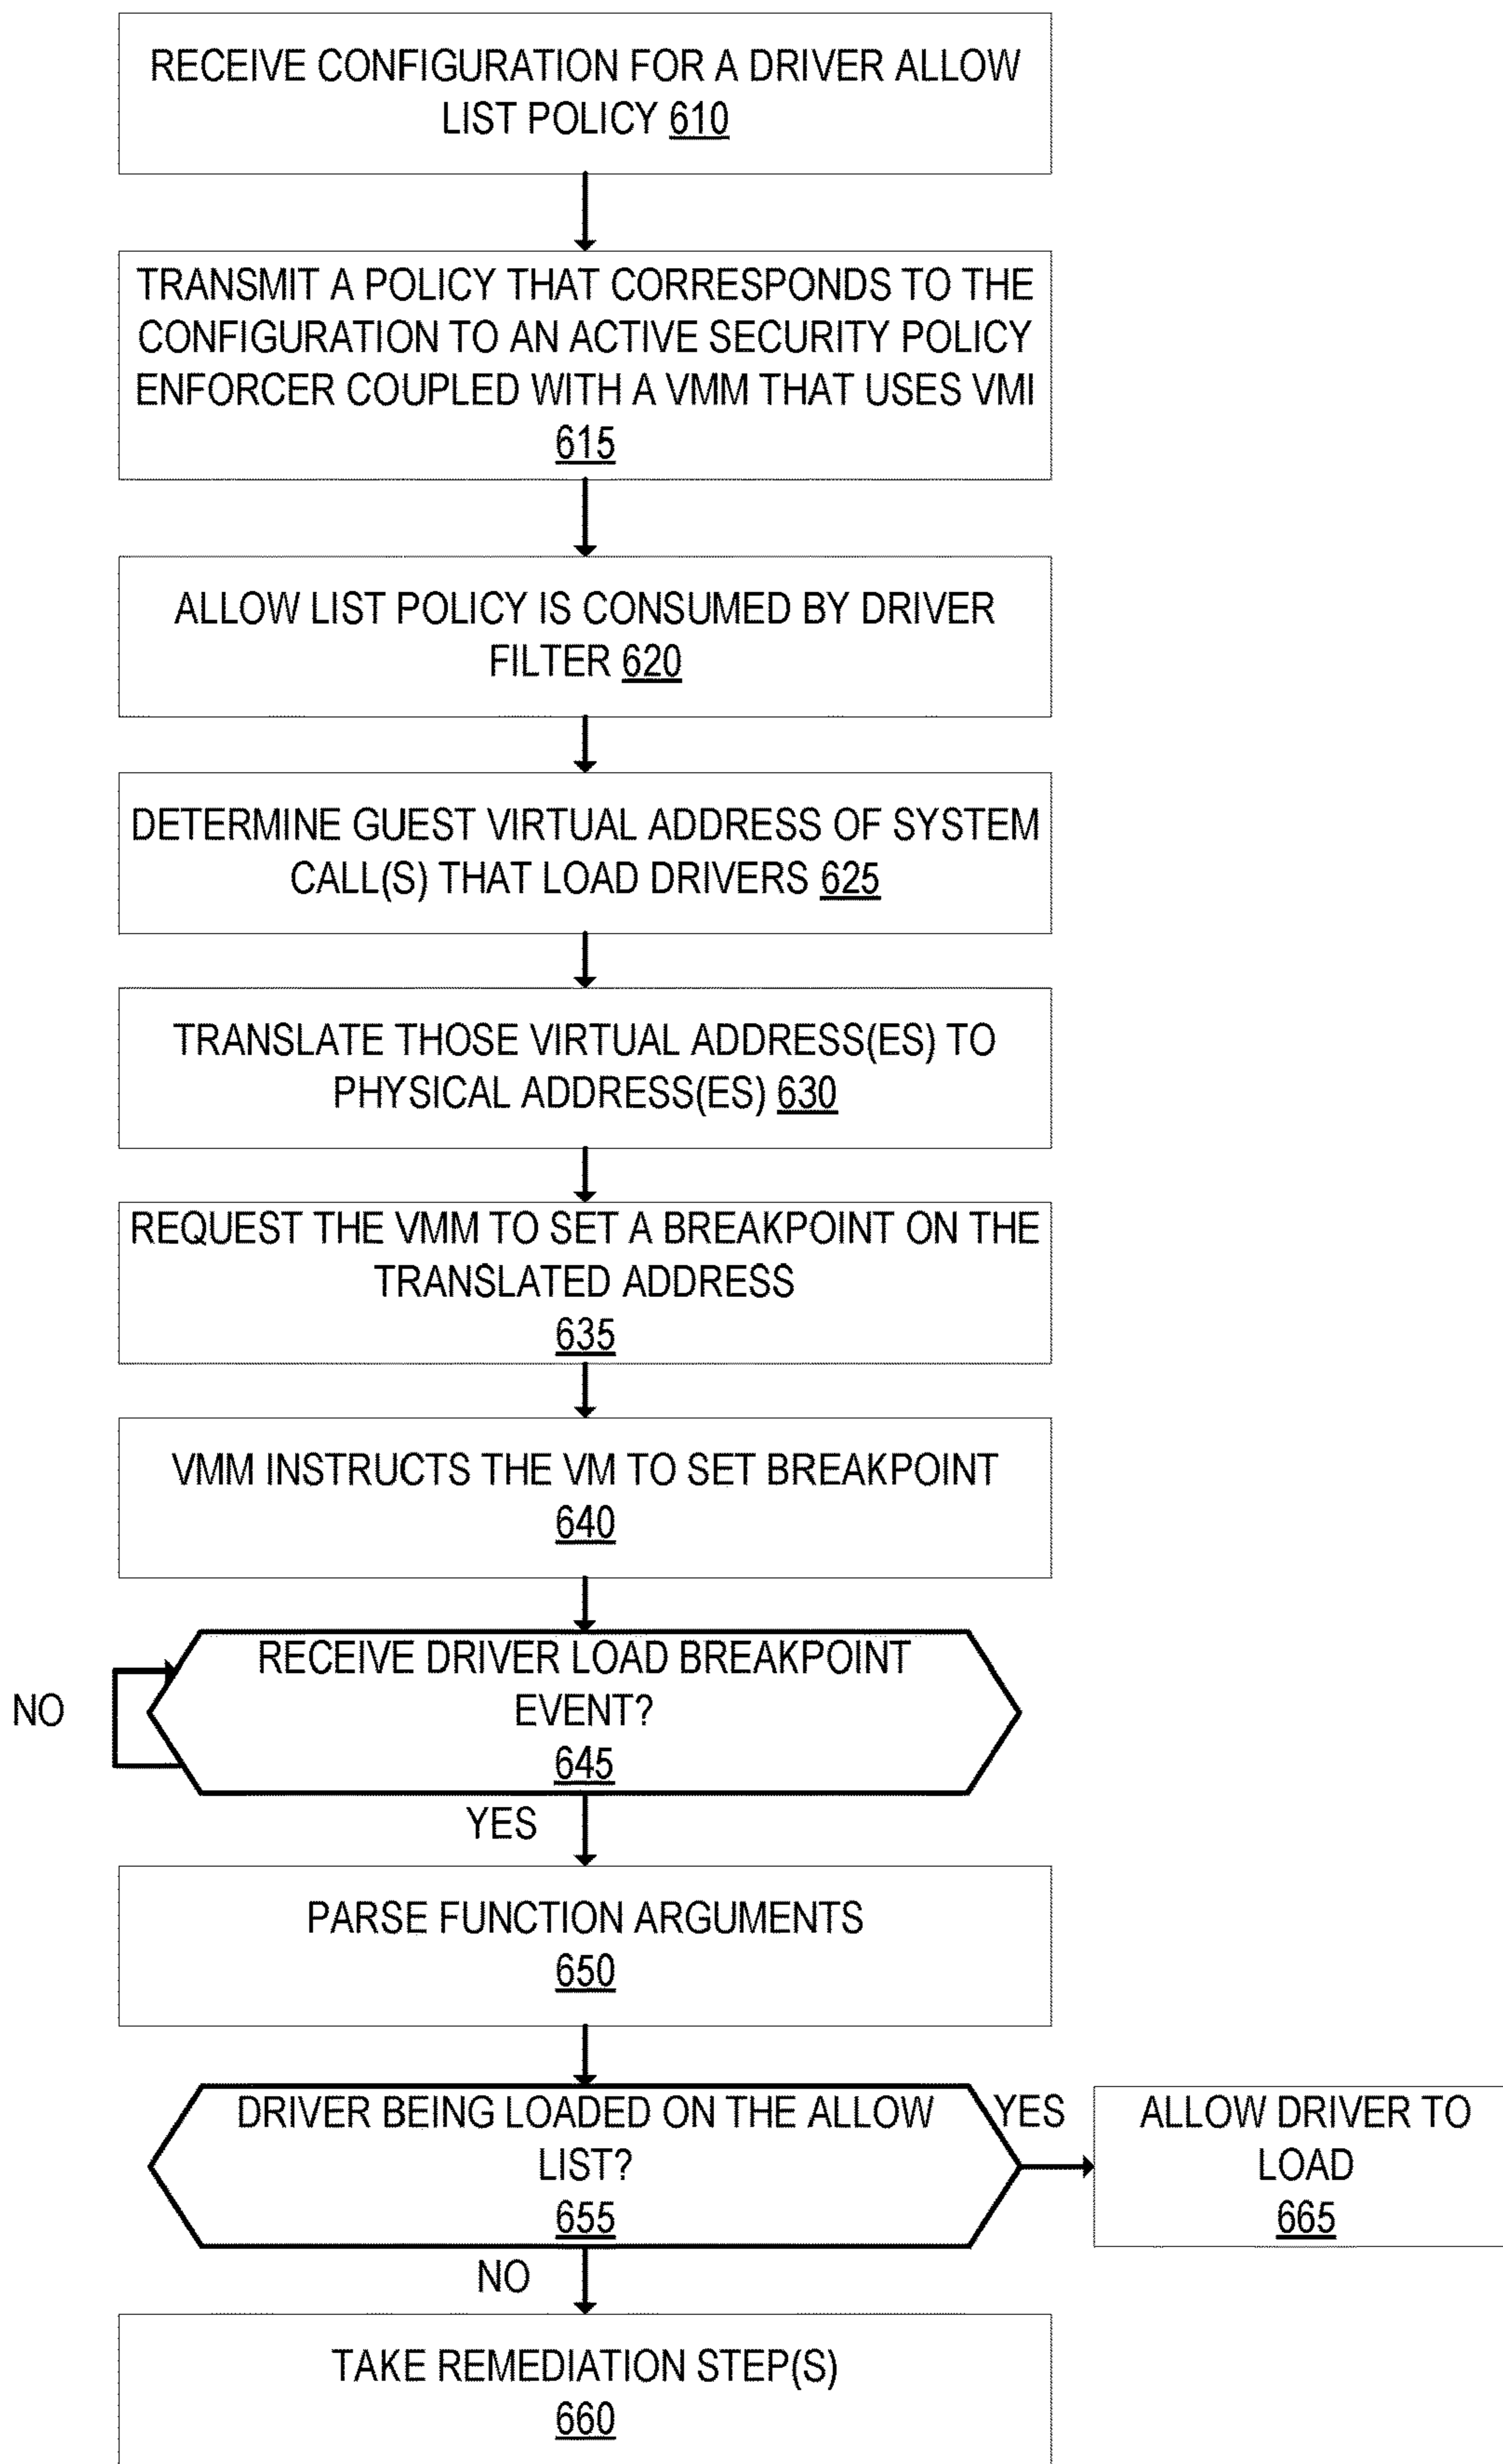 RECEIVE CONFIGURATION FOR A DRIVER ALLOW
LIST POLICY 610
TRANSMIT A POLICY THAT CORRESPONDS TO THE
CONFIGURATION TO AN ACTIVE SECURITY POLICY
ENFORCER COUPLED WITH A VMM THAT USES VMI
615
ALLOW LIST POLICY IS CONSUMED BY DRIVER
FILTER 620
DETERMINE GUEST VIRTUAL ADDRESS OF SYSTEM
CALL(S) THAT LOAD DRIVERS 625
TRANSLATE THOSE VIRTUAL ADDRESS(ES) TO
PHYSICAL ADDRESS(ES) 630
REQUEST THE VMM TO SET A BREAKPOINT ON THE
TRANSLATED ADDRESS
635
VMM INSTRUCTS THE VM TO SET BREAKPOINT
640
RECEIVE DRIVER LOAD BREAKPOINT
EVENT?
645
NO
YES
PARSE FUNCTION ARGUMENTS
650
DRIVER BEING LOADED ON THE ALLOW
LIST?
655
YES
ALLOW DRIVER TO
LOAD
665
NO
TAKE REMEDIATION STEP(S)
660